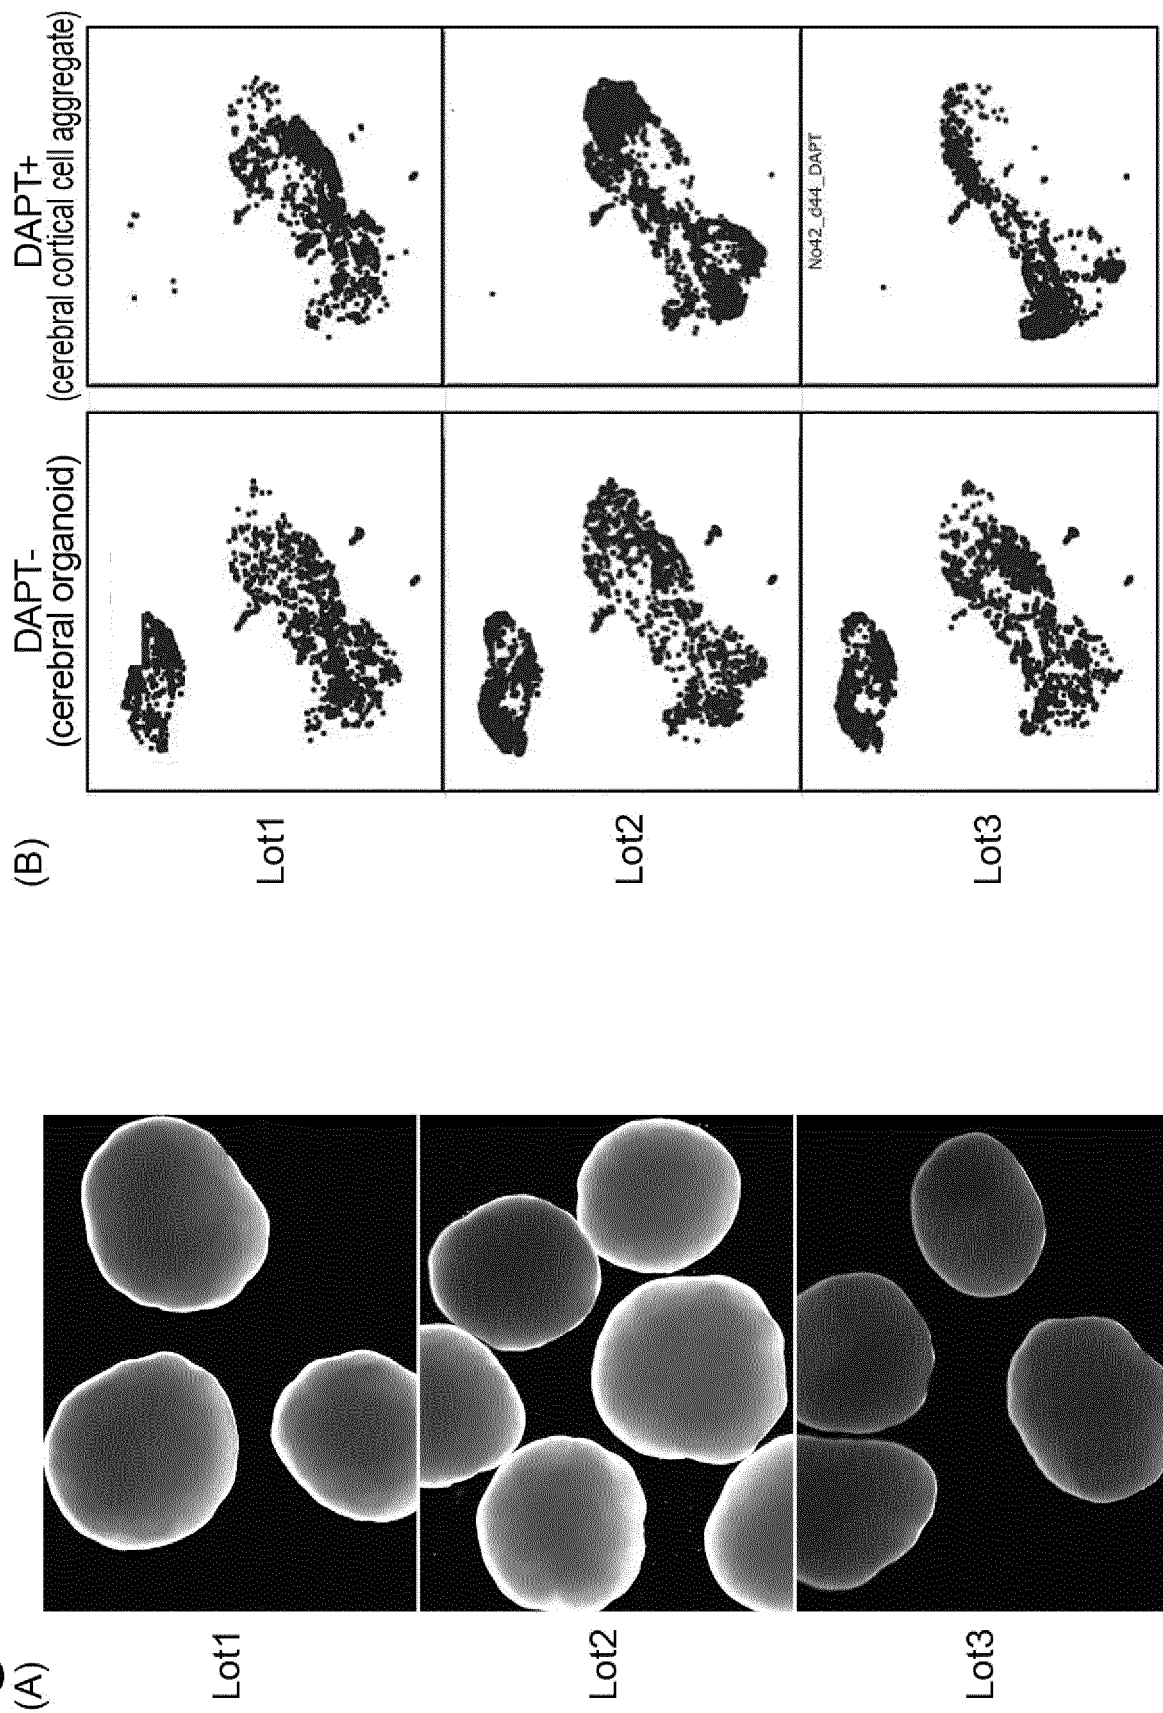 (A)
Lot1
Lot2
Lot3
(B)
DAPT-
(cerebral organoid)
DAPT+
(cerebral cortical cell aggregate)
Lot1
Lot2
Lot3
No42_d44_DAPT